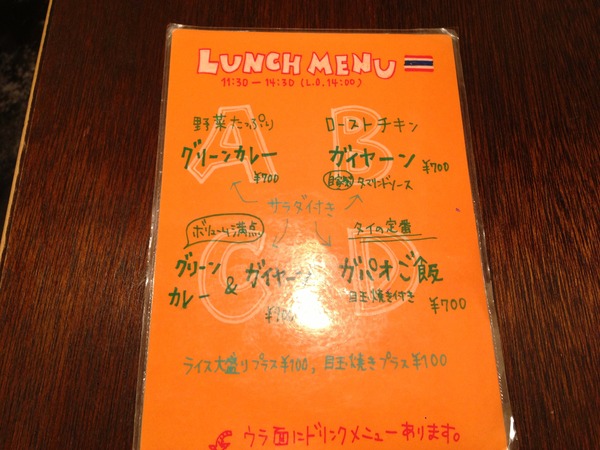 LUNCH MENU
11:30 - 14:30 (L.O. 14:00)
A
野菜たっぷり
グリーンカレー
¥700
B
ローストチキン
ガイヤーン ¥700
自家製 タマリンドソース
サラダ付き
C
ボリューム満点
グリーンカレー & ガイヤーン
¥900
D
タイの定番
ガパオご飯
目玉焼き付き ¥700
ライス大盛りプラス¥100, 目玉焼きプラス¥100
ウラ面にドリンクメニューあります。